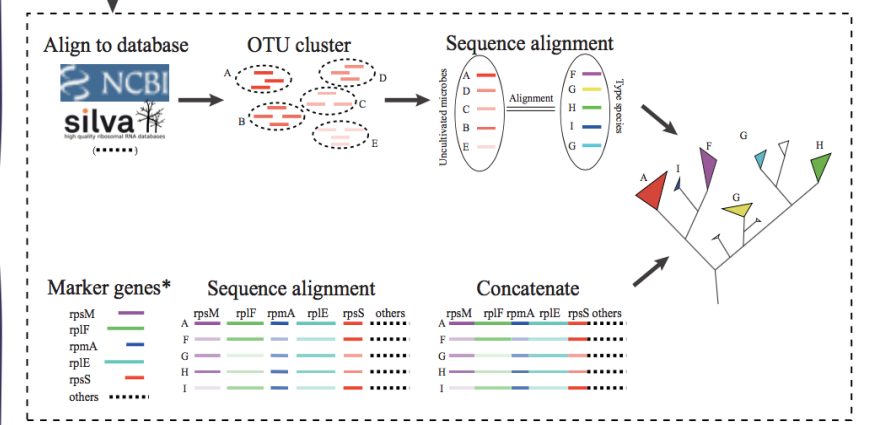 Align to database
NCBI
silva
high quality ribosomal RNA databases
(▪▪▪▪▪▪)
OTU cluster
A
D
C
B
E
Sequence alignment
Uncultivated microbes
A
D
C
B
E
Alignment
F
G
H
I
G
Type species
A
I
F
G
G
H
Marker genes*
rpsM
rplF
rpmA
rplE
rpsS
others
Sequence alignment
rpsM rplF rpmA rplE rpsS others
A
F
G
H
I
Concatenate
rpsM rplF rpmA rplE rpsS others
A
F
G
H
I